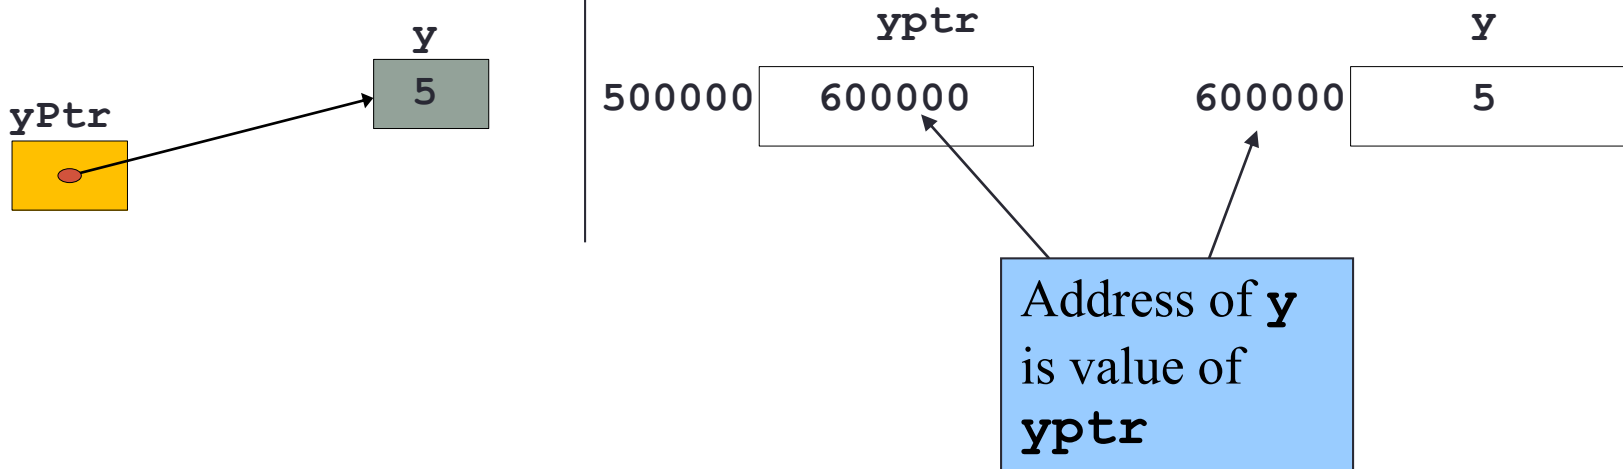 y
5
yPtr
yptr
y
500000 600000 600000 5
Address of y
is value of
yptr